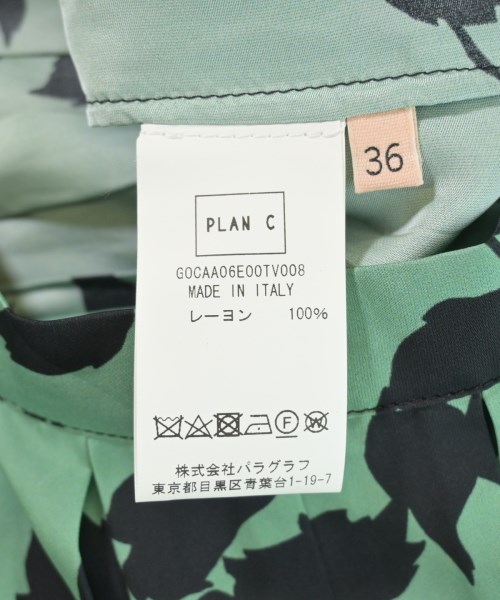 36
PLAN C
GOCAA06E00TV008
MADE IN ITALY
レーヨン 100%
株式会社パラグラフ
東京都目黒区青葉台1-19-7